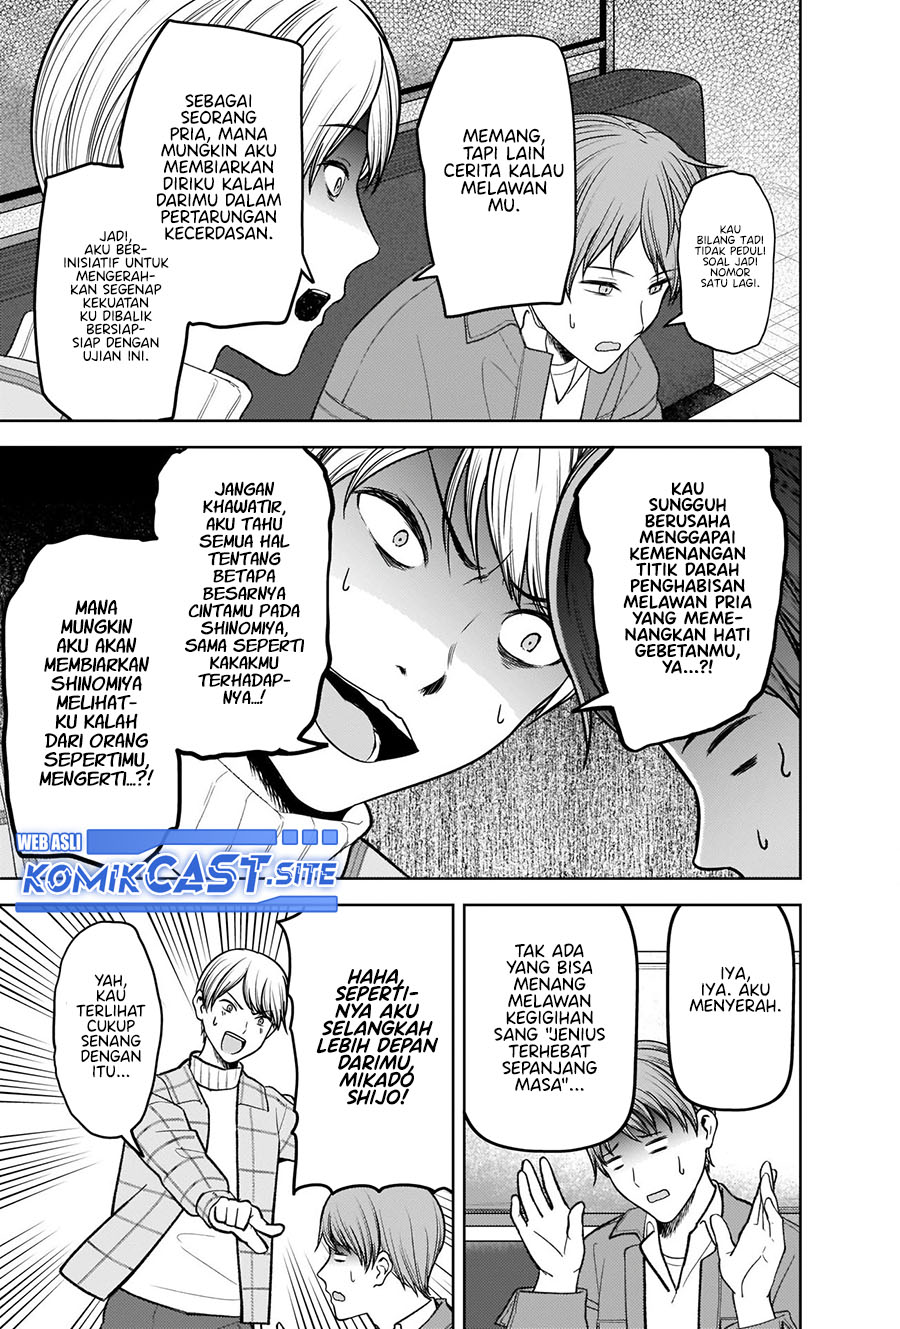 KAU
BILANG TADI
TIDAK PEDULI
SOAL JADI
NOMOR
SATU LAGI.
MEMANG,
TAPI LAIN
CERITA KALAU
MELAWAN
MU.
SEBAGAI
SEORANG
PRIA, MANA
MUNGKIN AKU
MEMBIARKAN
DIRIKU KALAH
DARIMU DALAM
PERTARUNGAN
KECERDASAN.
JADI,
AKU BER-
INISIATIF UNTUK
MENGERAH-
KAN SEGENAP
KEKUATAN
KU DIBALIK
BERSIAP-
SIAP DENGAN
UJIAN INI.
KAU
SUNGGUH
BERUSAHA
MENGGAPAI
KEMENANGAN
TITIK DARAH
PENGHABISAN
MELAWAN PRIA
YANG MEME-
NANGKAN HATI
GEBETANMU,
YA...?!
JANGAN
KHAWATIR,
AKU TAHU
SEMUA HAL
TENTANG
BETAPA
BESARNYA
CINTAMU PADA
SHINOMIYA,
SAMA SEPERTI
KAKAKMU
TERHADAP-
NYA...!
MANA
MUNGKIN
AKU AKAN
MEMBIARKAN
SHINOMIYA
MELIHAT-
KU KALAH
DARI ORANG
SEPERTIMU,
MENGERTI...?!
WEB ASLI
KOMIKCAST.SITE
IYA,
IYA. AKU
MENYERAH.
TAK ADA
YANG BISA
MENANG
MELAWAN
KEGIGIHAN
SANG "JENIUS
TERHEBAT
SEPANJANG
MASA"...
HAHA,
SEPERTI-
NYA AKU
SELANGKAH
LEBIH DEPAN
DARIMU,
MIKADO
SHIJO!
YAH,
KAU
TERLIHAT
CUKUP
SENANG
DENGAN
ITU...